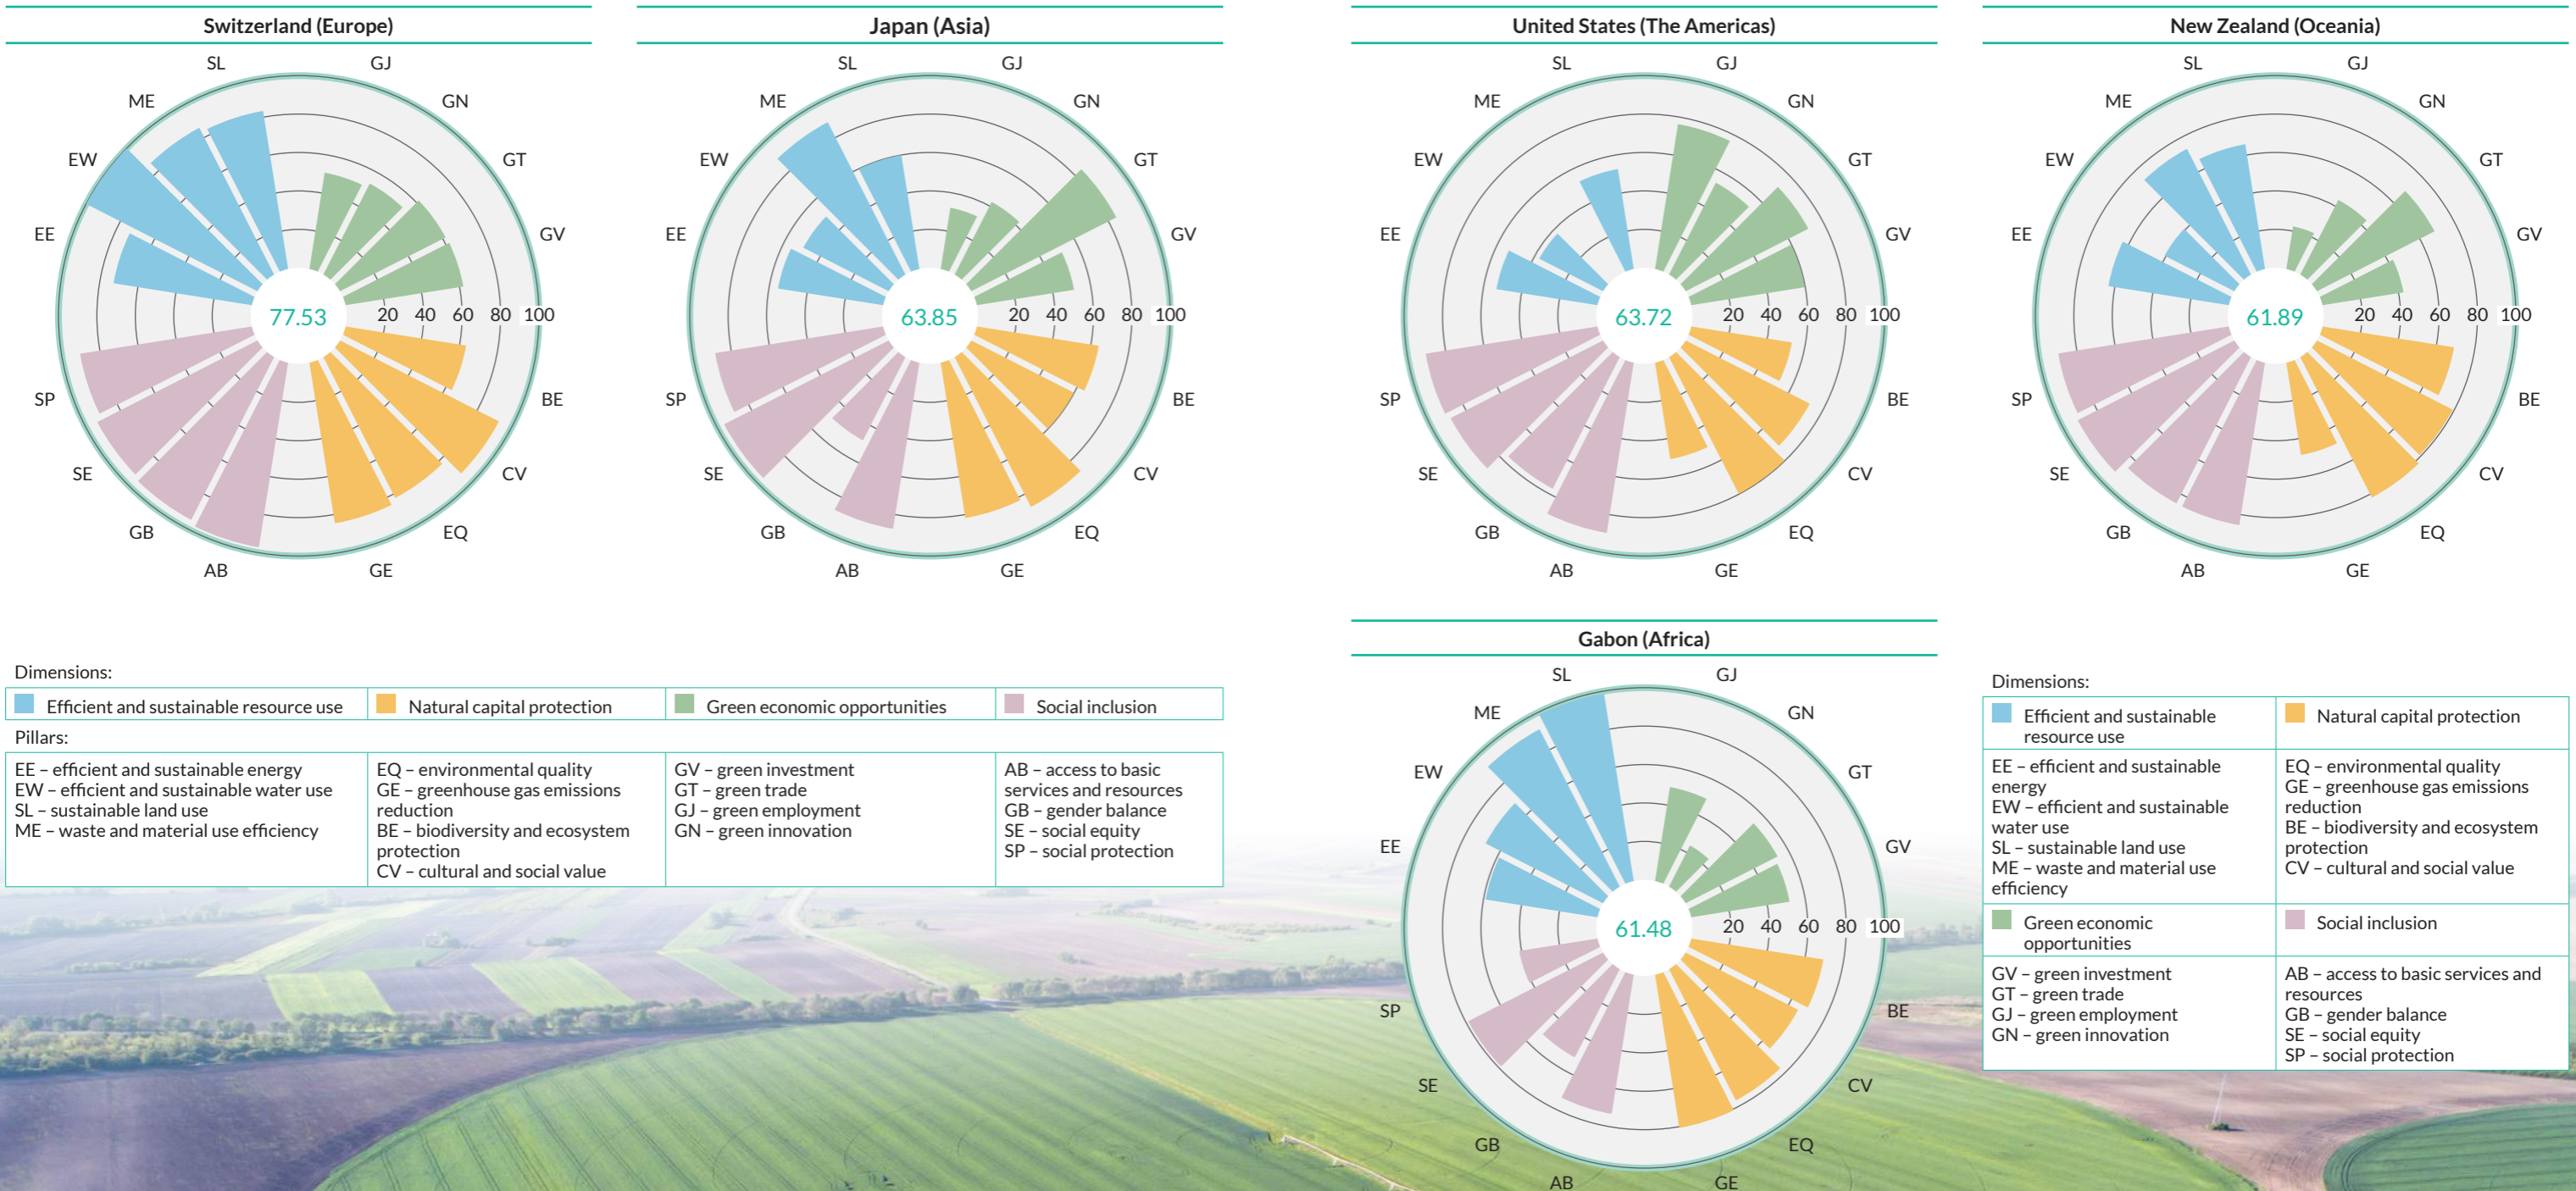 Switzerland (Europe)
SL
GJ
ME
GN
EW
GT
EE
GV
77.53
20
40
60
80
100
SP
BE
SE
CV
GB
EQ
AB
GE
Japan (Asia)
SL
GJ
ME
GN
EW
GT
EE
GV
63.85
20
40
60
80
100
SP
BE
SE
CV
GB
EQ
AB
GE
United States (The Americas)
SL
GJ
ME
GN
EW
GT
EE
GV
63.72
20
40
60
80
100
SP
BE
SE
CV
GB
EQ
AB
GE
New Zealand (Oceania)
SL
GJ
ME
GN
EW
GT
EE
GV
61.89
20
40
60
80
100
SP
BE
SE
CV
GB
EQ
AB
GE
Dimensions:
Efficient and sustainable resource use
Natural capital protection
Green economic opportunities
Social inclusion
Pillars:
EE – efficient and sustainable energy
EW – efficient and sustainable water use
SL – sustainable land use
ME – waste and material use efficiency
EQ – environmental quality
GE – greenhouse gas emissions
reduction
BE – biodiversity and ecosystem
protection
CV – cultural and social value
GV – green investment
GT – green trade
GJ – green employment
GN – green innovation
AB – access to basic
services and resources
GB – gender balance
SE – social equity
SP – social protection
Gabon (Africa)
SL
GJ
ME
GN
EW
GT
EE
GV
61.48
20
40
60
80
100
SP
BE
SE
CV
GB
EQ
AB
GE
Dimensions:
Efficient and sustainable
resource use
Natural capital protection
EE – efficient and sustainable
energy
EW – efficient and sustainable
water use
SL – sustainable land use
ME – waste and material use
efficiency
EQ – environmental quality
GE – greenhouse gas emissions
reduction
BE – biodiversity and ecosystem
protection
CV – cultural and social value
Green economic
opportunities
Social inclusion
GV – green investment
GT – green trade
GJ – green employment
GN – green innovation
AB – access to basic services and
resources
GB – gender balance
SE – social equity
SP – social protection